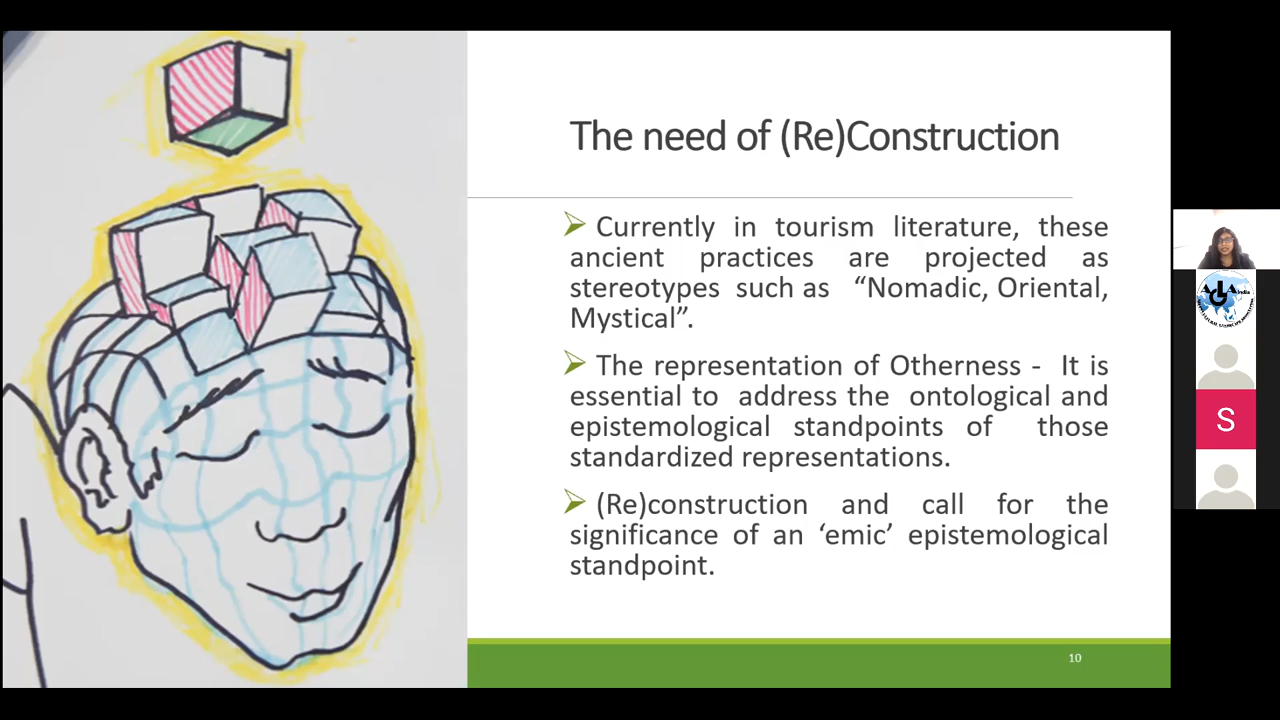 The need of (Re)Construction
Currently in tourism literature, these
ancient practices are projected as
stereotypes such as “Nomadic, Oriental,
Mystical”.
The representation of Otherness - It is
essential to address the ontological and
epistemological standpoints of those
standardized representations.
(Re)construction and call for the
significance of an ‘emic’ epistemological
standpoint.
10
India
S